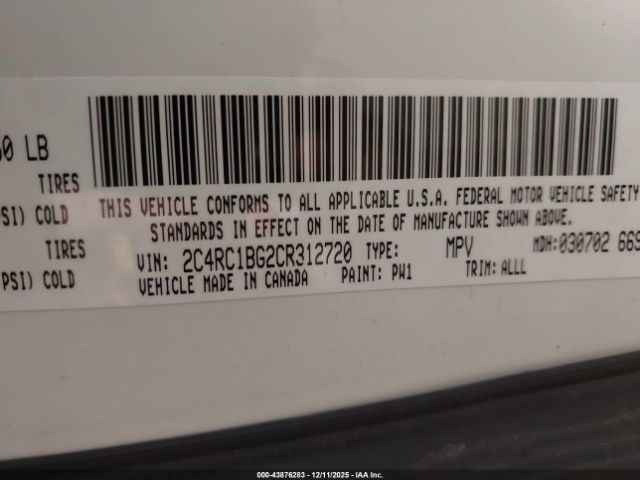 60 LB
TIRES
PSI) COLD
TIRES
PSI) COLD
THIS VEHICLE CONFORMS TO ALL APPLICABLE U.S.A. FEDERAL MOTOR VEHICLE SAFETY
STANDARDS IN EFFECT ON THE DATE OF MANUFACTURE SHOWN ABOVE.
VIN: 2C4RC1BG2CR312720 TYPE: MPV MDH:030702 669
VEHICLE MADE IN CANADA PAINT: PW1 TRIM: ALLL
000-43876283 - 12/11/2025 - IAA Inc.